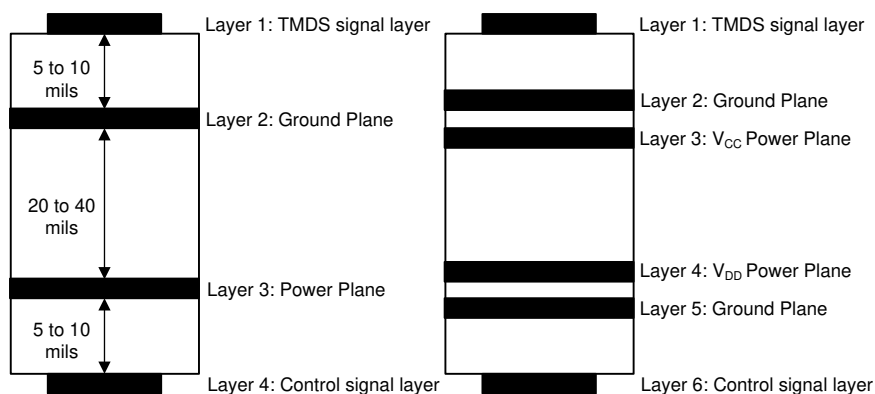 Layer 1: TMDS signal layer
5 to 10
mils
Layer 2: Ground Plane
20 to 40
mils
Layer 3: Power Plane
5 to 10
mils
Layer 4: Control signal layer
Layer 1: TMDS signal layer
Layer 2: Ground Plane
Layer 3: VCC Power Plane
Layer 4: VDD Power Plane
Layer 5: Ground Plane
Layer 6: Control signal layer